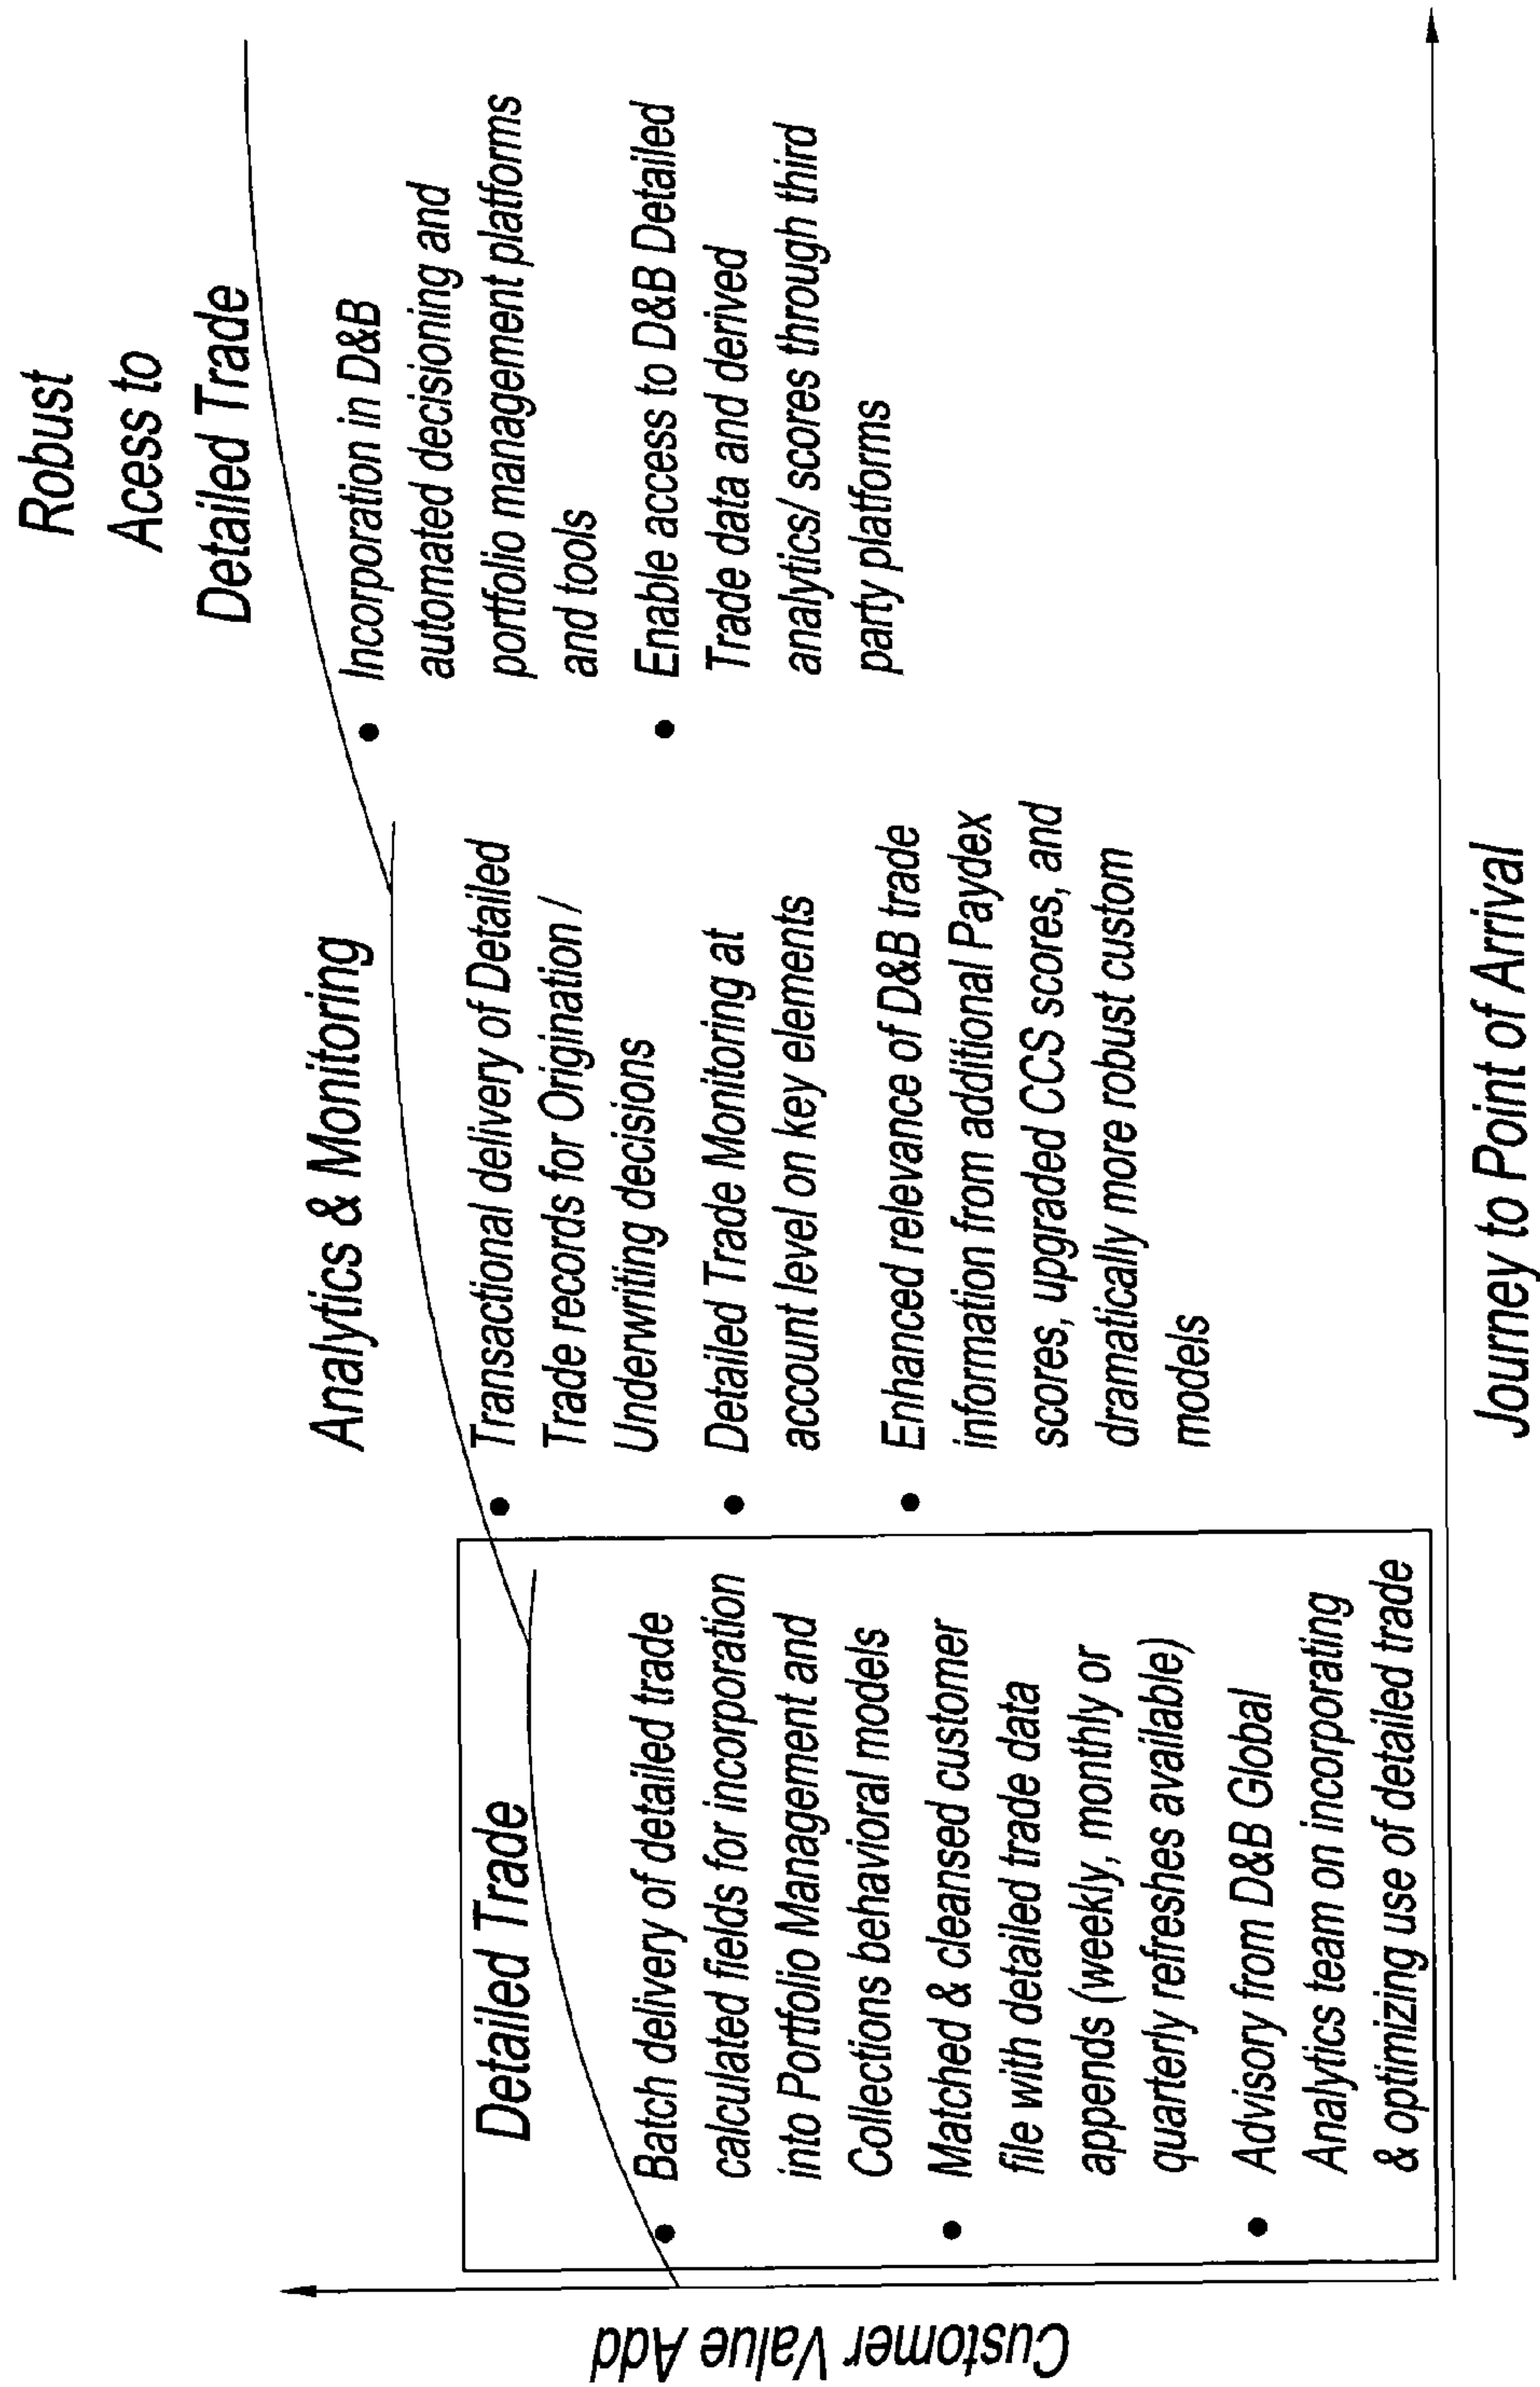 Customer Value Add
Detailed Trade
• Batch delivery of detailed trade
calculated fields for incorporation
into Portfolio Management and
Collections behavioral models
• Matched & cleansed customer
file with detailed trade data
appends (weekly, monthly or
quarterly refreshes available)
• Advisory from D&B Global
Analytics team on incorporating
& optimizing use of detailed trade
Analytics & Monitoring
• Transactional delivery of Detailed
Trade records for Origination /
Underwriting decisions
• Detailed Trade Monitoring at
account level on key elements
• Enhanced relevance of D&B trade
information from additional Paydex
scores, upgraded CCS scores, and
dramatically more robust custom
models
Robust
Acess to
Detailed Trade
• Incorporation in D&B
automated decisioning and
portfolio management platforms
and tools
• Enable access to D&B Detailed
Trade data and derived
analytics/ scores through third
party platforms
Journey to Point of Arrival